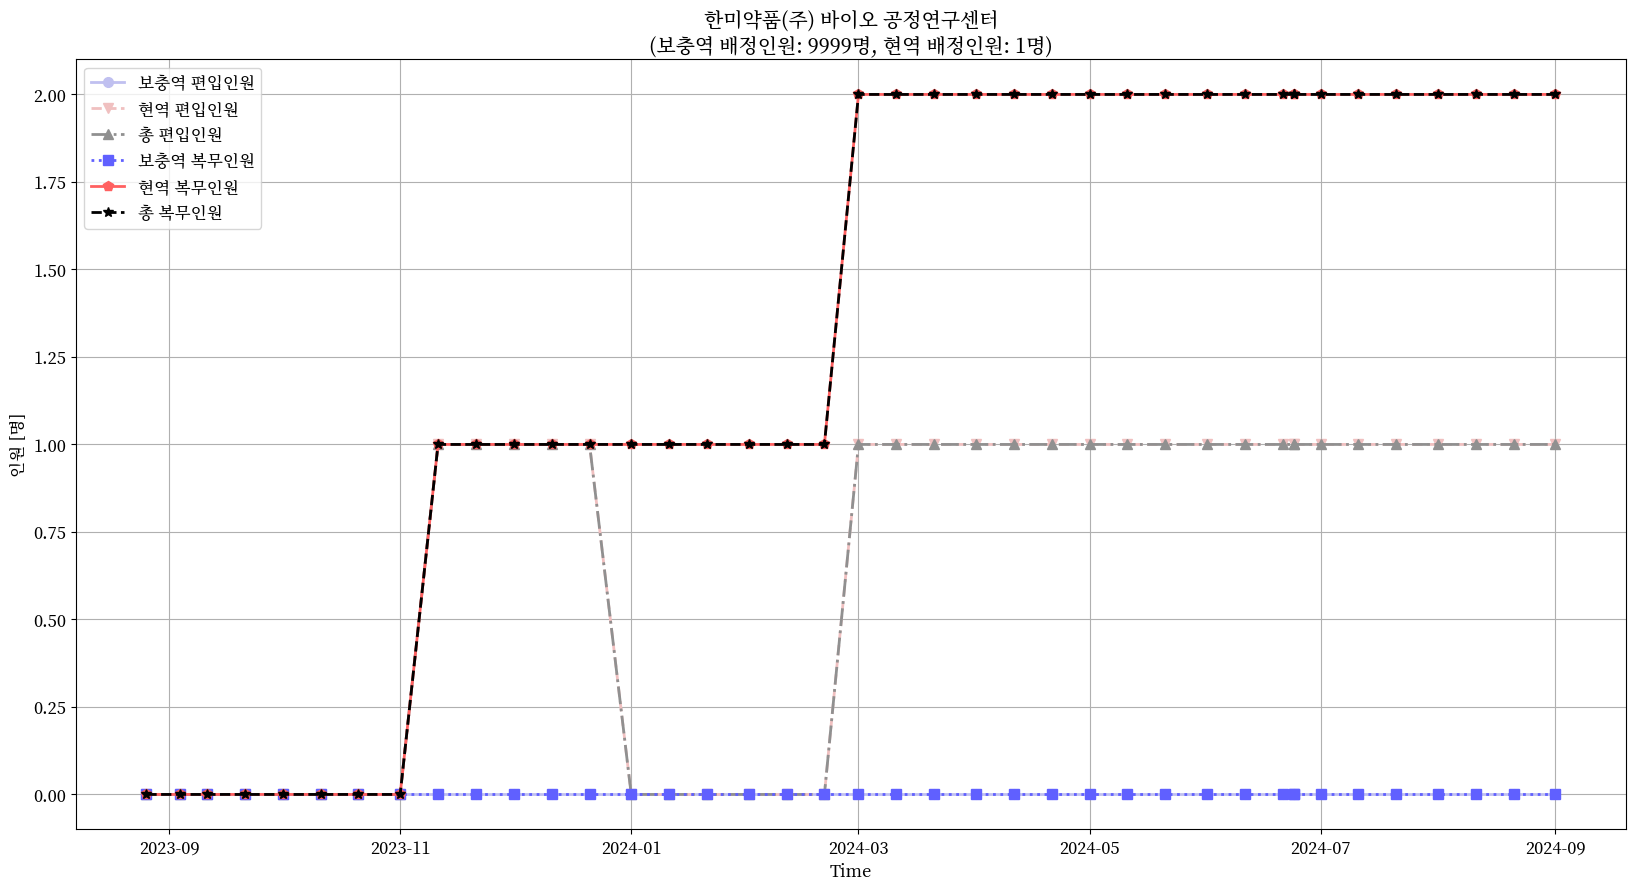 한미약품(주) 바이오 공정연구센터
(보충역 배정인원: 9999명, 현역 배정인원: 1명)
보충역 편입인원
현역 편입인원
총 편입인원
보충역 복무인원
현역 복무인원
총 복무인원
인원 [명]
2.00
1.75
1.50
1.25
1.00
0.75
0.50
0.25
0.00
2023-09
2023-11
2024-01
2024-03
2024-05
2024-07
2024-09
Time